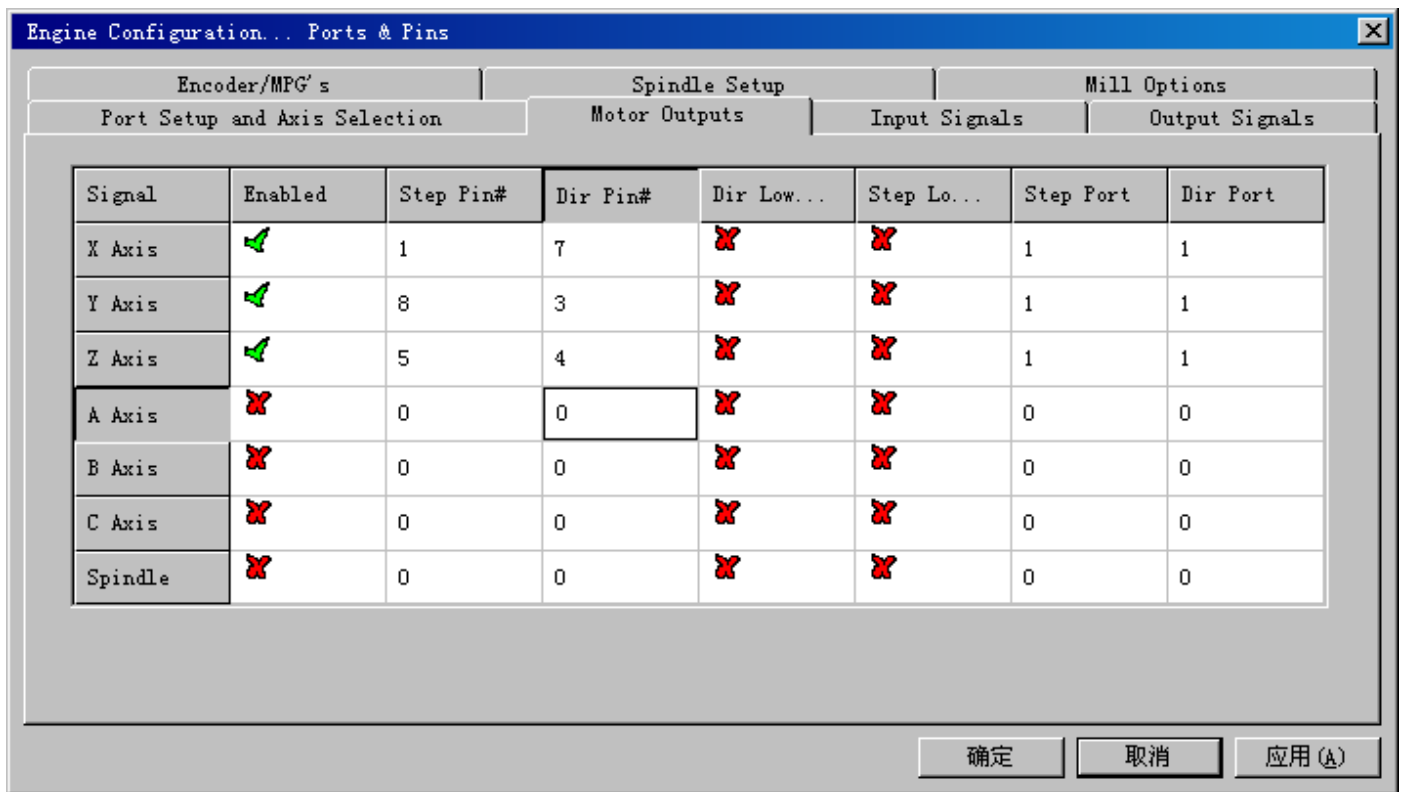 Engine Configuration... Ports & Pins
Encoder/MPG's Spindle Setup Mill Options
Port Setup and Axis Selection Motor Outputs Input Signals Output Signals
Signal Enabled Step Pin# Dir Pin# Dir Low... Step Lo... Step Port Dir Port
X Axis 1 7 1 1
Y Axis 8 3 1 1
Z Axis 5 4 1 1
A Axis 0 0 0 0
B Axis 0 0 0 0
C Axis 0 0 0 0
Spindle 0 0 0 0
确定 取消 应用(A)